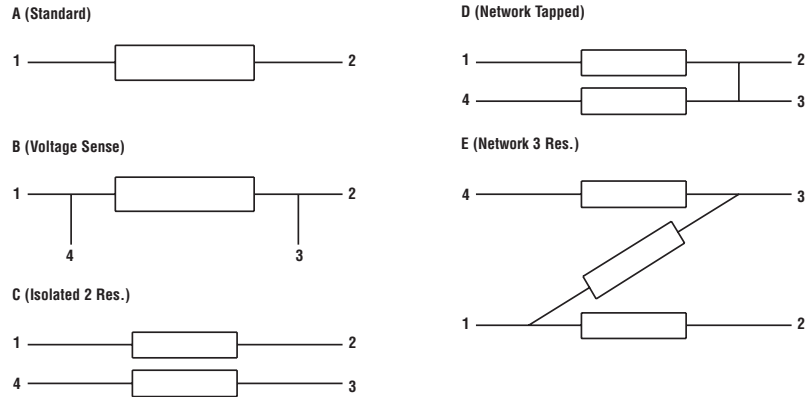 A (Standard)
1 2
B (Voltage Sense)
1 2
4 3
C (Isolated 2 Res.)
1 2
4 3
D (Network Tapped)
1 2
4 3
E (Network 3 Res.)
4 3
1 2